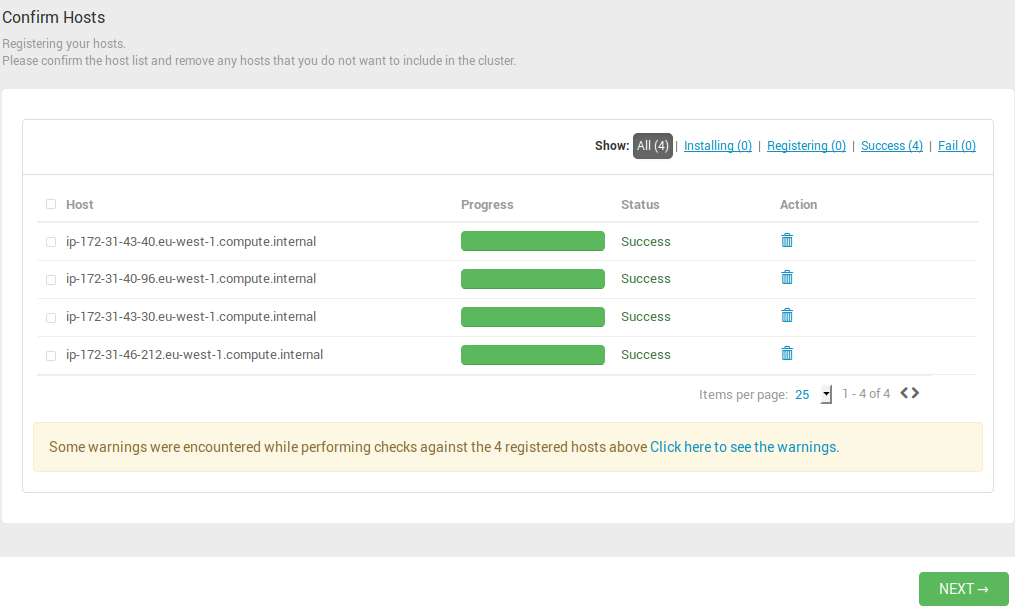 Confirm Hosts
Registering your hosts.
Please confirm the host list and remove any hosts that you do not want to include in the cluster.
Show: All (4) | Installing (0) | Registering (0) | Success (4) | Fail (0)
Host Progress Status Action
ip-172-31-43-40.eu-west-1.compute.internal Success
ip-172-31-40-96.eu-west-1.compute.internal Success
ip-172-31-43-30.eu-west-1.compute.internal Success
ip-172-31-46-212.eu-west-1.compute.internal Success
Items per page: 25 1 - 4 of 4
Some warnings were encountered while performing checks against the 4 registered hosts above Click here to see the warnings.
NEXT →